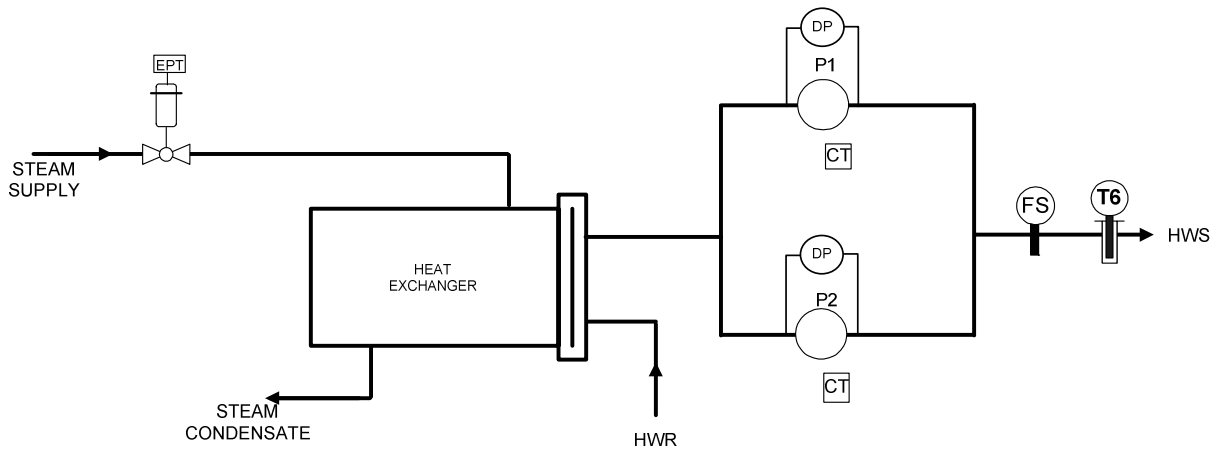 DP
EPT
P1
STEAM
SUPPLY
CT
FS
T6
HWS
DP
HEAT
EXCHANGER
P2
CT
STEAM
CONDENSATE
HWR